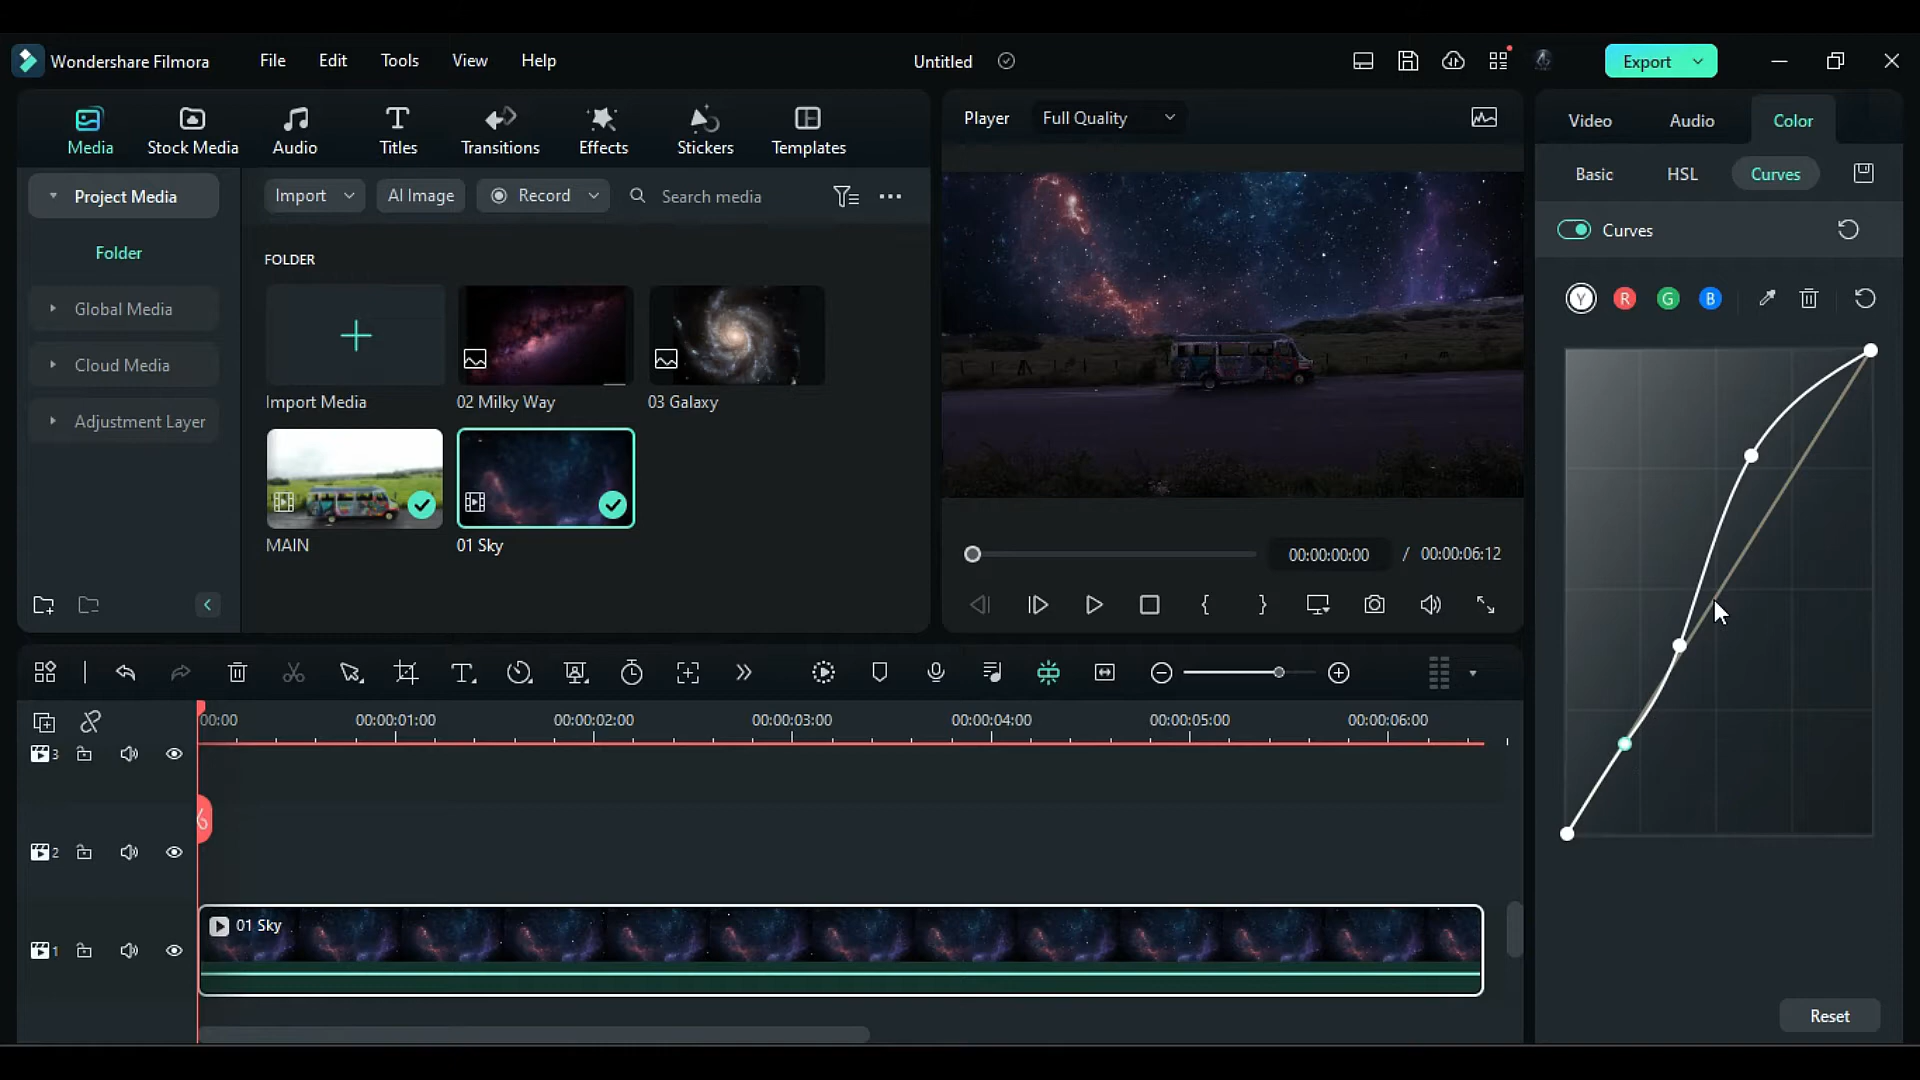 Wondershare Filmora File Edit Tools View Help Untitled Export
Media Stock Media Audio Titles Transitions Effects Stickers Templates
Project Media
Folder
Global Media
Cloud Media
Adjustment Layer
Import AI Image Record Search media
FOLDER
Import Media 02 Milky Way 03 Galaxy
MAIN 01 Sky
Player Full Quality
00:00:00:00 / 00:00:06:12
Video Audio Color
Basic HSL Curves
Curves
Y R G B
Reset
00:00 00:00:01:00 00:00:02:00 00:00:03:00 00:00:04:00 00:00:05:00 00:00:06:00
3
2
1
01 Sky